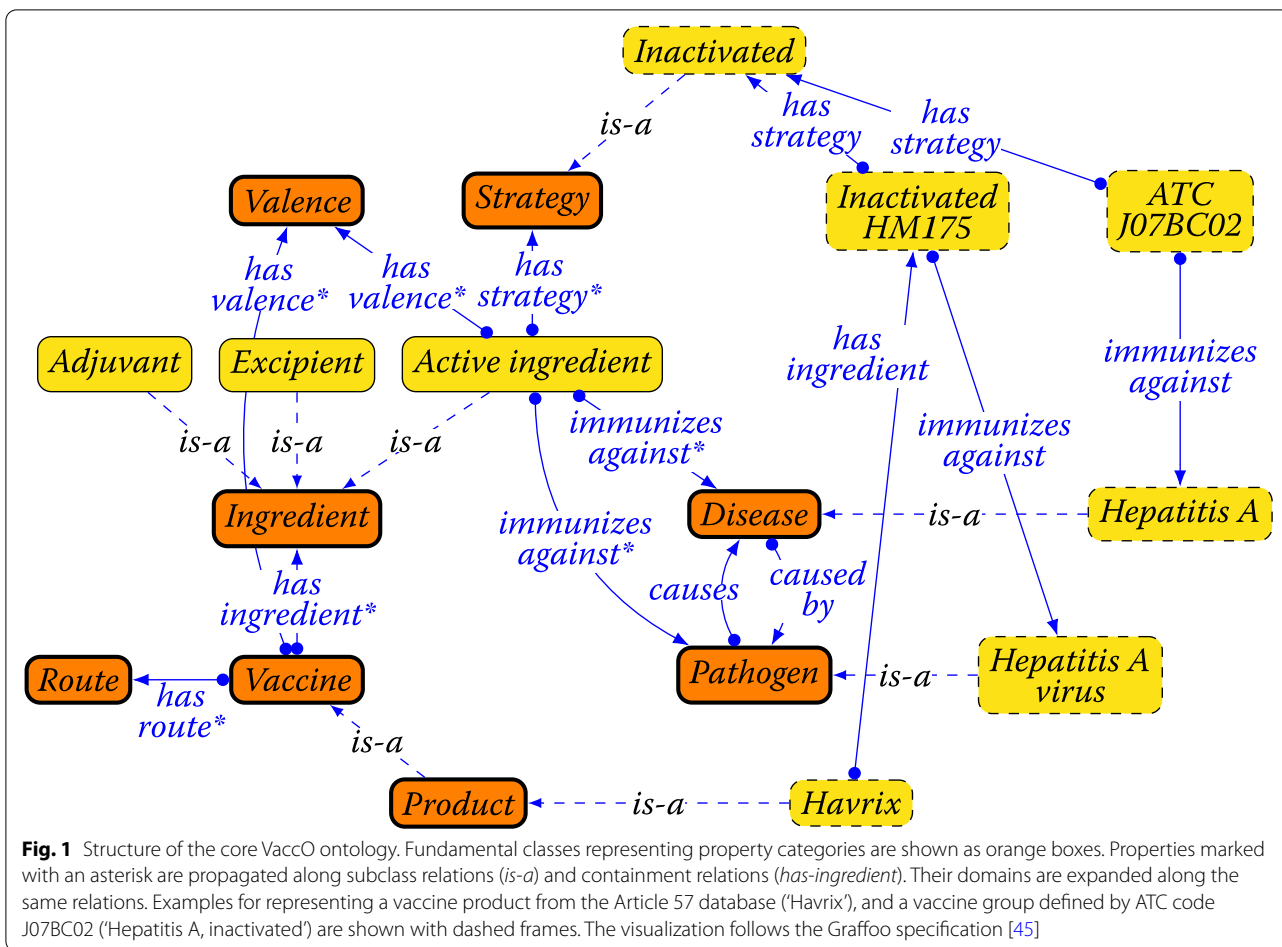 Inactivated
has
strategy
has
strategy
is-a
Valence
Strategy
Inactivated
HM175
ATC
J07BC02
has
valence*
has
valence*
has
strategy*
has
ingredient
immunizes
against
Adjuvant
Excipient
Active ingredient
is-a
is-a
is-a
immunizes
against*
immunizes
against
Ingredient
immunizes
against*
Disease
is-a
Hepatitis A
has
ingredient*
causes
caused
by
Route
has
route*
Vaccine
Pathogen
is-a
Hepatitis A
virus
is-a
Product
is-a
Havrix
Fig. 1 Structure of the core VaccO ontology. Fundamental classes representing property categories are shown as orange boxes. Properties marked
with an asterisk are propagated along subclass relations (is-a) and containment relations (has-ingredient). Their domains are expanded along the
same relations. Examples for representing a vaccine product from the Article 57 database (‘Havrix’), and a vaccine group defined by ATC code
J07BC02 (‘Hepatitis A, inactivated’) are shown with dashed frames. The visualization follows the Graffoo specification [45]